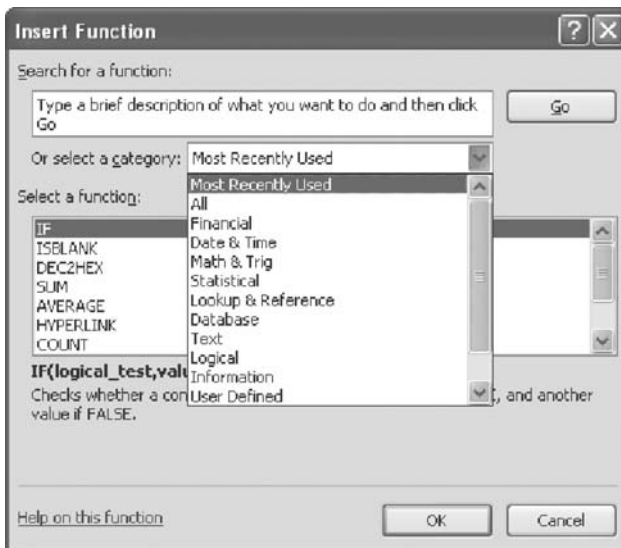 Insert Function
Search for a function:
Type a brief description of what you want to do and then click
Go
Go
Or select a category: Most Recently Used
Most Recently Used
All
Financial
Date & Time
Math & Trig
Statistical
Lookup & Reference
Database
Text
Logical
Information
User Defined
Select a function:
IF
ISBLANK
DEC2HEX
SUM
AVERAGE
HYPERLINK
COUNT
IF(logical_test,
Checks whether a and another
value if FALSE.
Help on this function
OK
Cancel